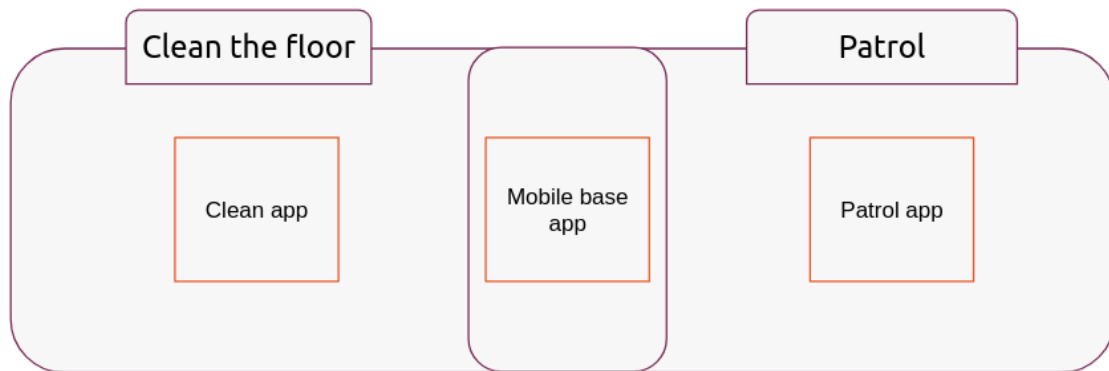 Clean the floor
Patrol
Clean app
Mobile base
app
Patrol app